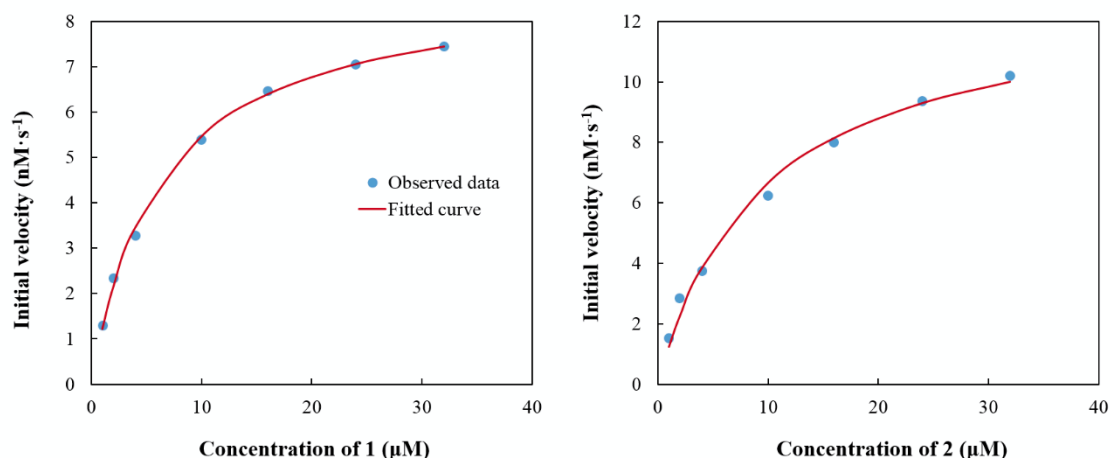 8
7
6
5
4
3
2
1
0
0 10 20 30 40
Initial velocity (nM·s⁻¹)
Concentration of 1 (μM)
Observed data
Fitted curve
12
10
8
6
4
2
0
0 10 20 30 40
Initial velocity (nM·s⁻¹)
Concentration of 2 (μM)